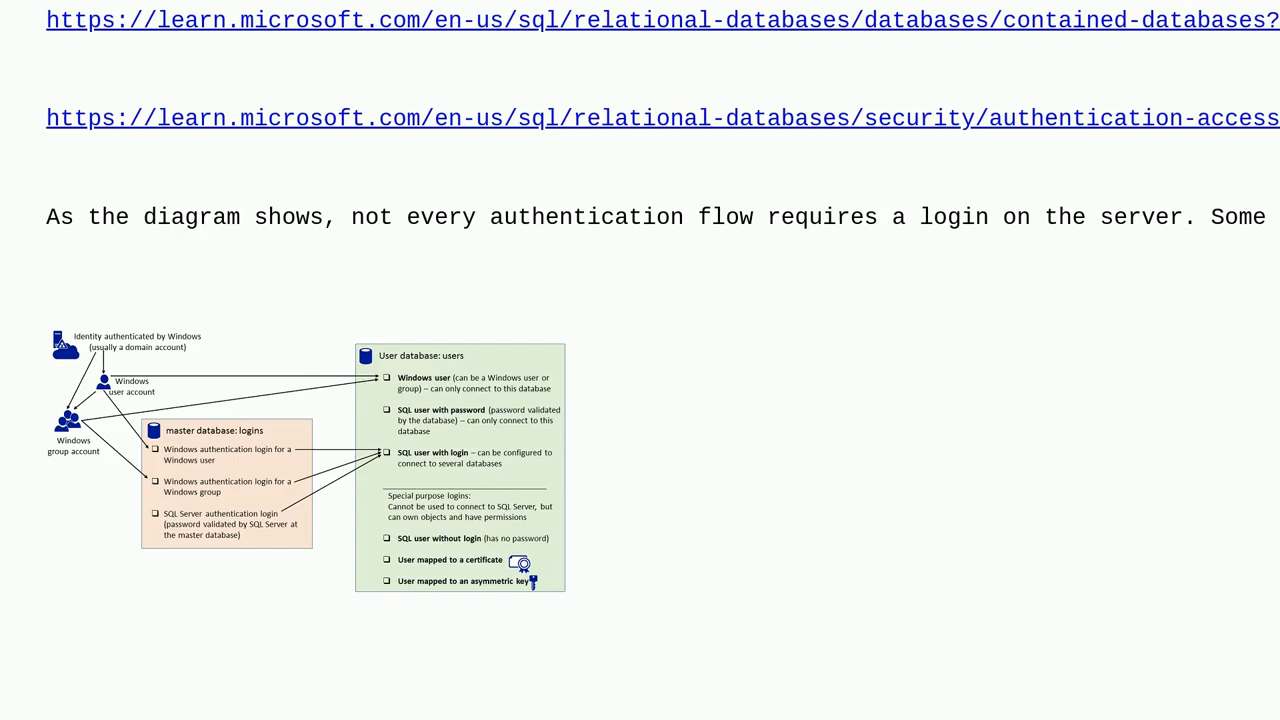 https://learn.microsoft.com/en-us/sql/relational-databases/databases/contained-databases?
https://learn.microsoft.com/en-us/sql/relational-databases/security/authentication-access
As the diagram shows, not every authentication flow requires a login on the server. Some
Identity authenticated by Windows
(usually a domain account)
Windows
user account
Windows
group account
master database: logins
Windows authentication login for a
Windows user
Windows authentication login for a
Windows group
SQL Server authentication login
(password validated by SQL Server at
the master database)
User database: users
Windows user (can be a Windows user or
group) – can only connect to this database
SQL user with password (password validated
by the database) – can only connect to this
database
SQL user with login – can be configured to
connect to several databases
Special purpose logins:
Cannot be used to connect to SQL Server, but
can own objects and have permissions
SQL user without login (has no password)
User mapped to a certificate
User mapped to an asymmetric key